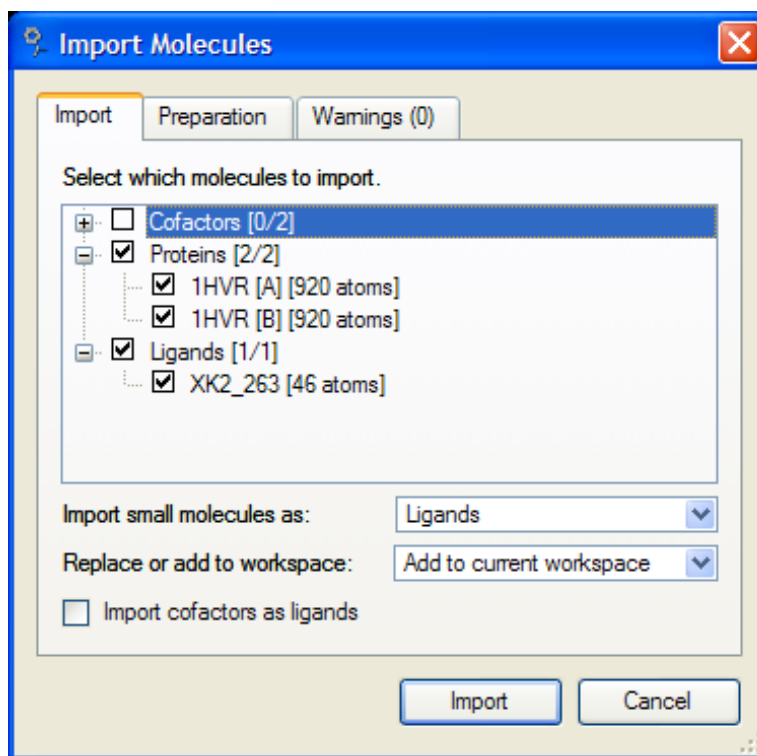 Import Molecules
Import Preparation Warnings (0)
Select which molecules to import.
Cofactors [0/2]
Proteins [2/2]
1HVR [A] [920 atoms]
1HVR [B] [920 atoms]
Ligands [1/1]
XK2_263 [46 atoms]
Import small molecules as: Ligands
Replace or add to workspace: Add to current workspace
Import cofactors as ligands
Import Cancel